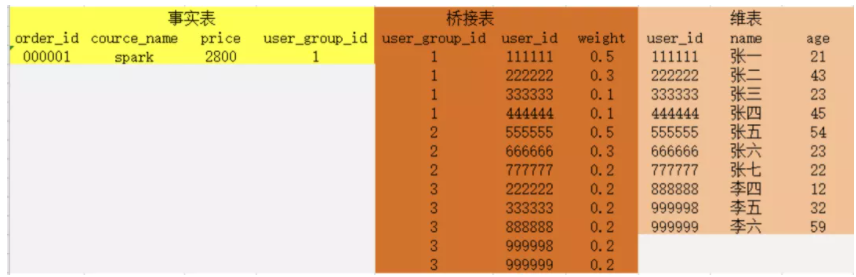 事实表 桥接表 维表
order_id cource_name price user_group_id user_group_id user_id weight user_id name age
000001 spark 2800 1 1 111111 0.5 111111 张一 21
1 222222 0.3 222222 张二 43
1 333333 0.1 333333 张三 23
1 444444 0.1 444444 张四 45
2 555555 0.5 555555 张五 54
2 666666 0.3 666666 张六 23
2 777777 0.2 777777 张七 22
3 222222 0.2 888888 李四 12
3 333333 0.2 999998 李五 32
3 888888 0.2 999999 李六 59
3 999998 0.2
3 999999 0.2